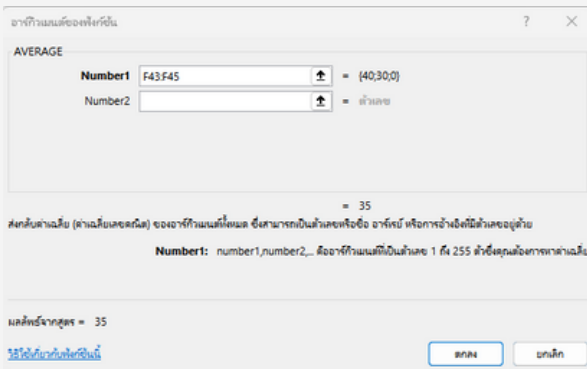 อาร์กิวเมนต์ของฟังก์ชัน ? ×
AVERAGE
Number1 F43:F45 = {40;30;0}
Number2 = ตัวเลข
= 35
ส่งกลับค่าเฉลี่ย (ค่าเฉลี่ยเลขคณิต) ของอาร์กิวเมนต์ทั้งหมด ซึ่งสามารถเป็นตัวเลขหรือชื่อ อาร์เรย์ หรือการอ้างอิงที่มีตัวเลขอยู่ด้วย
Number1: number1,number2,... คืออาร์กิวเมนต์ที่เป็นตัวเลข 1 ถึง 255 ตัวซึ่งคุณต้องการหาค่าเฉลี่ย
ผลลัพธ์จากสูตร = 35
วิธีใช้เกี่ยวกับฟังก์ชันนี้ ตกลง ยกเลิก